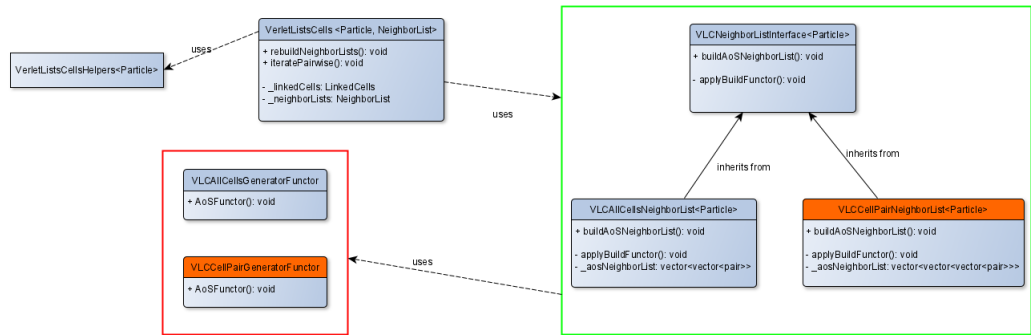 VerletListsCells <Particle, NeighborList>
+ rebuildNeighborLists(): void
+ iteratePairwise(): void
- _linkedCells: LinkedCells
- _neighborLists: NeighborList
uses
VerletListsCellsHelpers<Particle>
uses
VLCNeighborListInterface<Particle>
+ buildAoSNeighborList(): void
- applyBuildFunctor(): void
inherits from
inherits from
VLCAllCellsNeighborList<Particle>
+ buildAoSNeighborList(): void
- applyBuildFunctor(): void
- _aosNeighborList: vector<vector<pair>>
VLCCellPairNeighborList<Particle>
+ buildAoSNeighborList(): void
- applyBuildFunctor(): void
- _aosNeighborList: vector<vector<vector<pair>>>
uses
VLCAllCellsGeneratorFunctor
+ AoSFunctor(): void
VLCCellPairGeneratorFunctor
+ AoSFunctor(): void